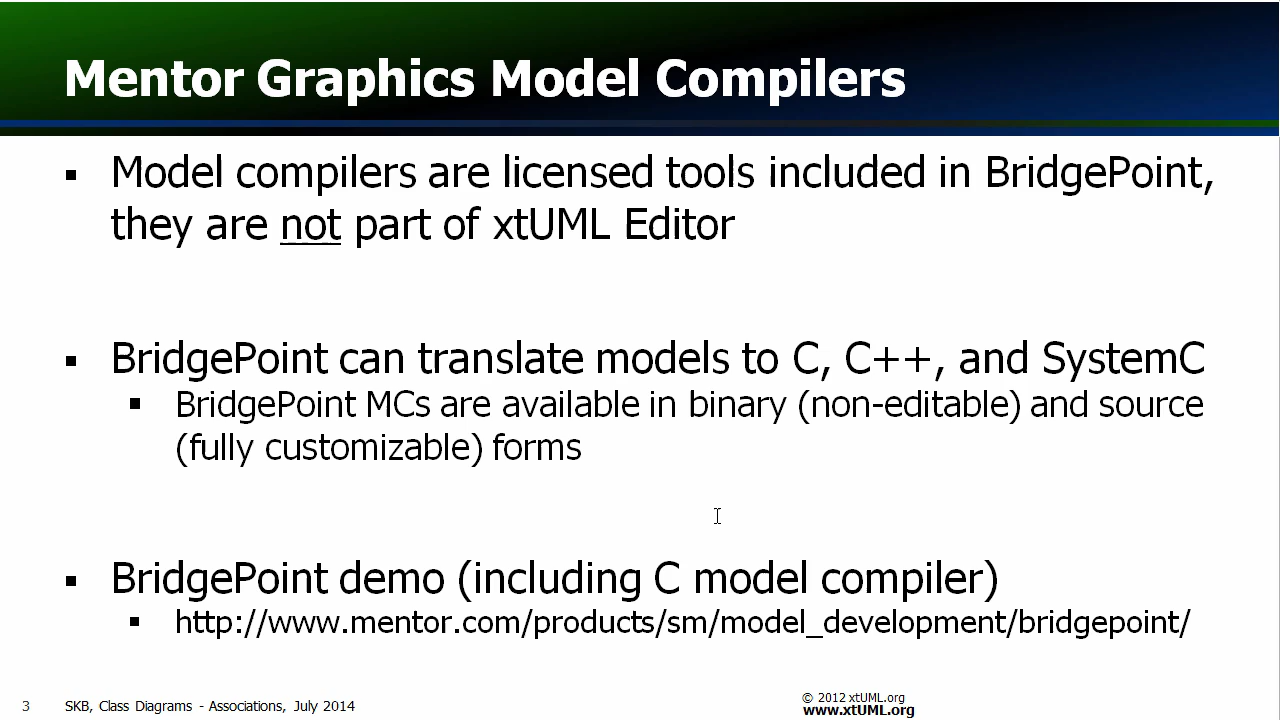 Mentor Graphics Model Compilers
Model compilers are licensed tools included in BridgePoint,
they are not part of xtUML Editor
BridgePoint can translate models to C, C++, and SystemC
BridgePoint MCs are available in binary (non-editable) and source
(fully customizable) forms
BridgePoint demo (including C model compiler)
http://www.mentor.com/products/sm/model_development/bridgepoint/
3 SKB, Class Diagrams - Associations, July 2014
© 2012 xtUML.org
www.xtUML.org